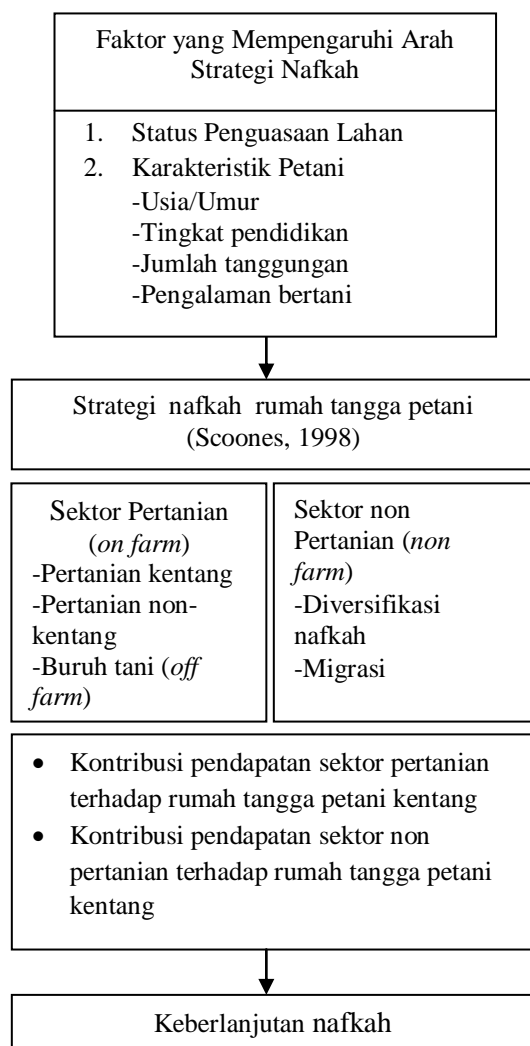 Faktor yang Mempengaruhi Arah
Strategi Nafkah
1. Status Penguasaan Lahan
2. Karakteristik Petani
-Usia/Umur
-Tingkat pendidikan
-Jumlah tanggungan
-Pengalaman bertani
Strategi nafkah rumah tangga petani
(Scoones, 1998)
Sektor Pertanian
(on farm)
-Pertanian kentang
-Pertanian non-
kentang
-Buruh tani (off
farm)
Sektor non
Pertanian (non
farm)
-Diversifikasi
nafkah
-Migrasi
• Kontribusi pendapatan sektor pertanian
terhadap rumah tangga petani kentang
• Kontribusi pendapatan sektor non
pertanian terhadap rumah tangga petani
kentang
Keberlanjutan nafkah